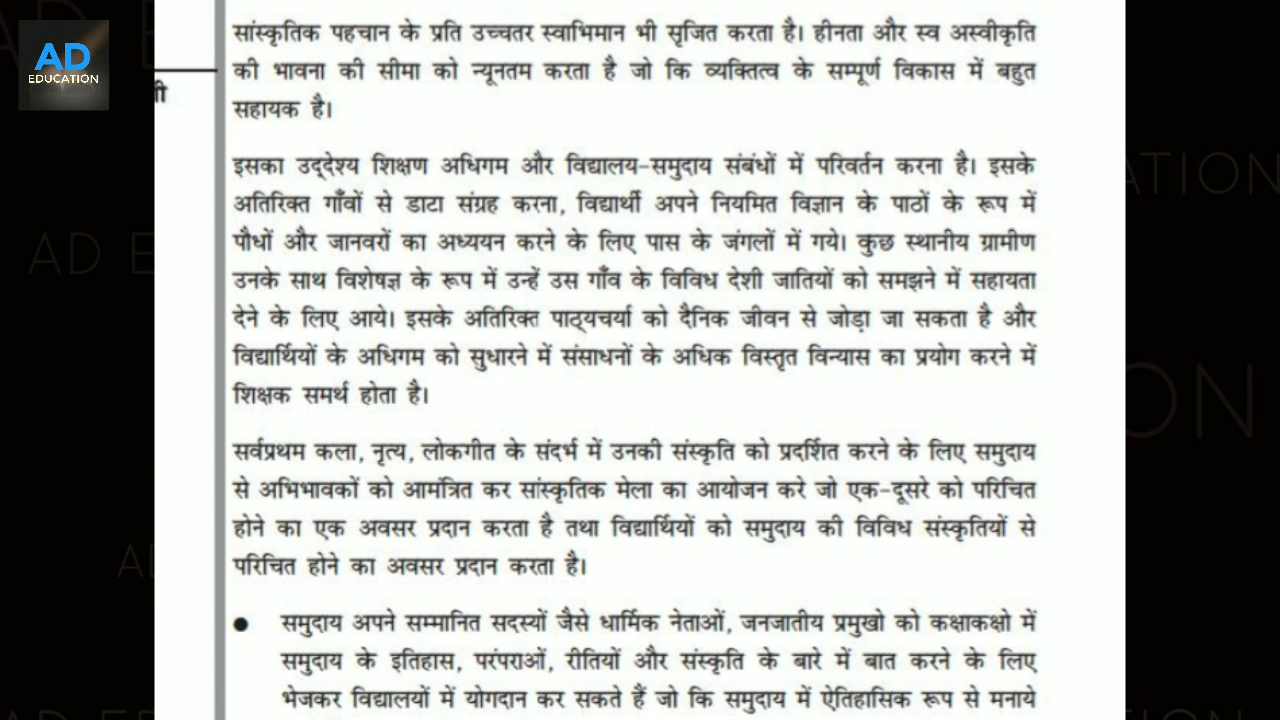 AD
EDUCATION
सांस्कृतिक पहचान के प्रति उच्चतर स्वाभिमान भी सृजित करता है। हीनता और स्व अस्वीकृति
की भावना की सीमा को न्यूनतम करता है जो कि व्यक्तित्व के सम्पूर्ण विकास में बहुत
सहायक है।
इसका उद्देश्य शिक्षण अधिगम और विद्यालय-समुदाय संबंधों में परिवर्तन करना है। इसके
अतिरिक्त गाँवों से डाटा संग्रह करना, विद्यार्थी अपने नियमित विज्ञान के पाठों के रूप में
पौधों और जानवरों का अध्ययन करने के लिए पास के जंगलों में गये। कुछ स्थानीय ग्रामीण
उनके साथ विशेषज्ञ के रूप में उन्हें उस गाँव के विविध देशी जातियों को समझने में सहायता
देने के लिए आये। इसके अतिरिक्त पाठ्यचर्या को दैनिक जीवन से जोड़ा जा सकता है और
विद्यार्थियों के अधिगम को सुधारने में संसाधनों के अधिक विस्तृत विन्यास का प्रयोग करने में
शिक्षक समर्थ होता है।
सर्वप्रथम कला, नृत्य, लोकगीत के संदर्भ में उनकी संस्कृति को प्रदर्शित करने के लिए समुदाय
से अभिभावकों को आमंत्रित कर सांस्कृतिक मेला का आयोजन करे जो एक-दूसरे को परिचित
होने का एक अवसर प्रदान करता है तथा विद्यार्थियों को समुदाय की विविध संस्कृतियों से
परिचित होने का अवसर प्रदान करता है।
● समुदाय अपने सम्मानित सदस्यों जैसे धार्मिक नेताओं, जनजातीय प्रमुखो को कक्षाकक्षो में
समुदाय के इतिहास, परंपराओं, रीतियों और संस्कृति के बारे में बात करने के लिए
भेजकर विद्यालयों में योगदान कर सकते हैं जो कि समुदाय में ऐतिहासिक रूप से मनाये